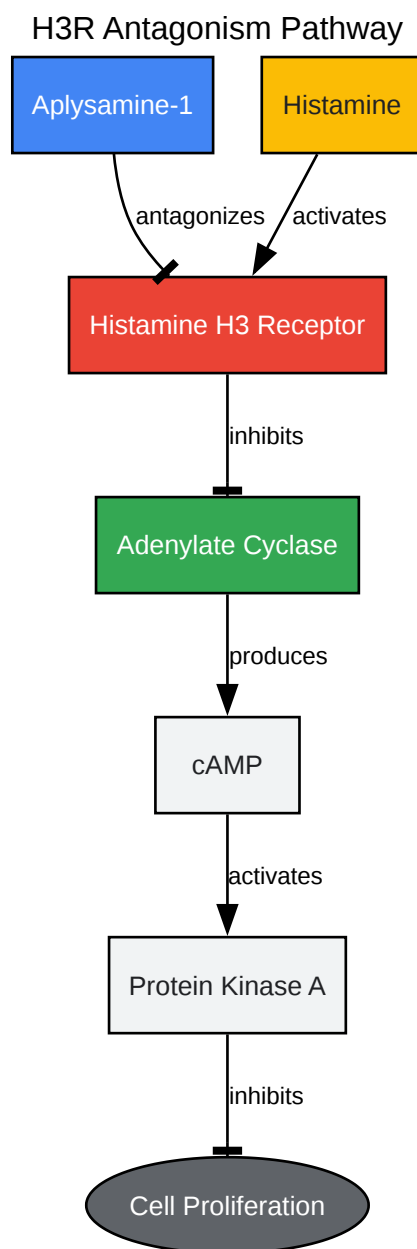 H3R Antagonism Pathway
Aplysamine-1
Histamine
antagonizes
activates
Histamine H3 Receptor
inhibits
Adenylate Cyclase
produces
cAMP
activates
Protein Kinase A
inhibits
Cell Proliferation